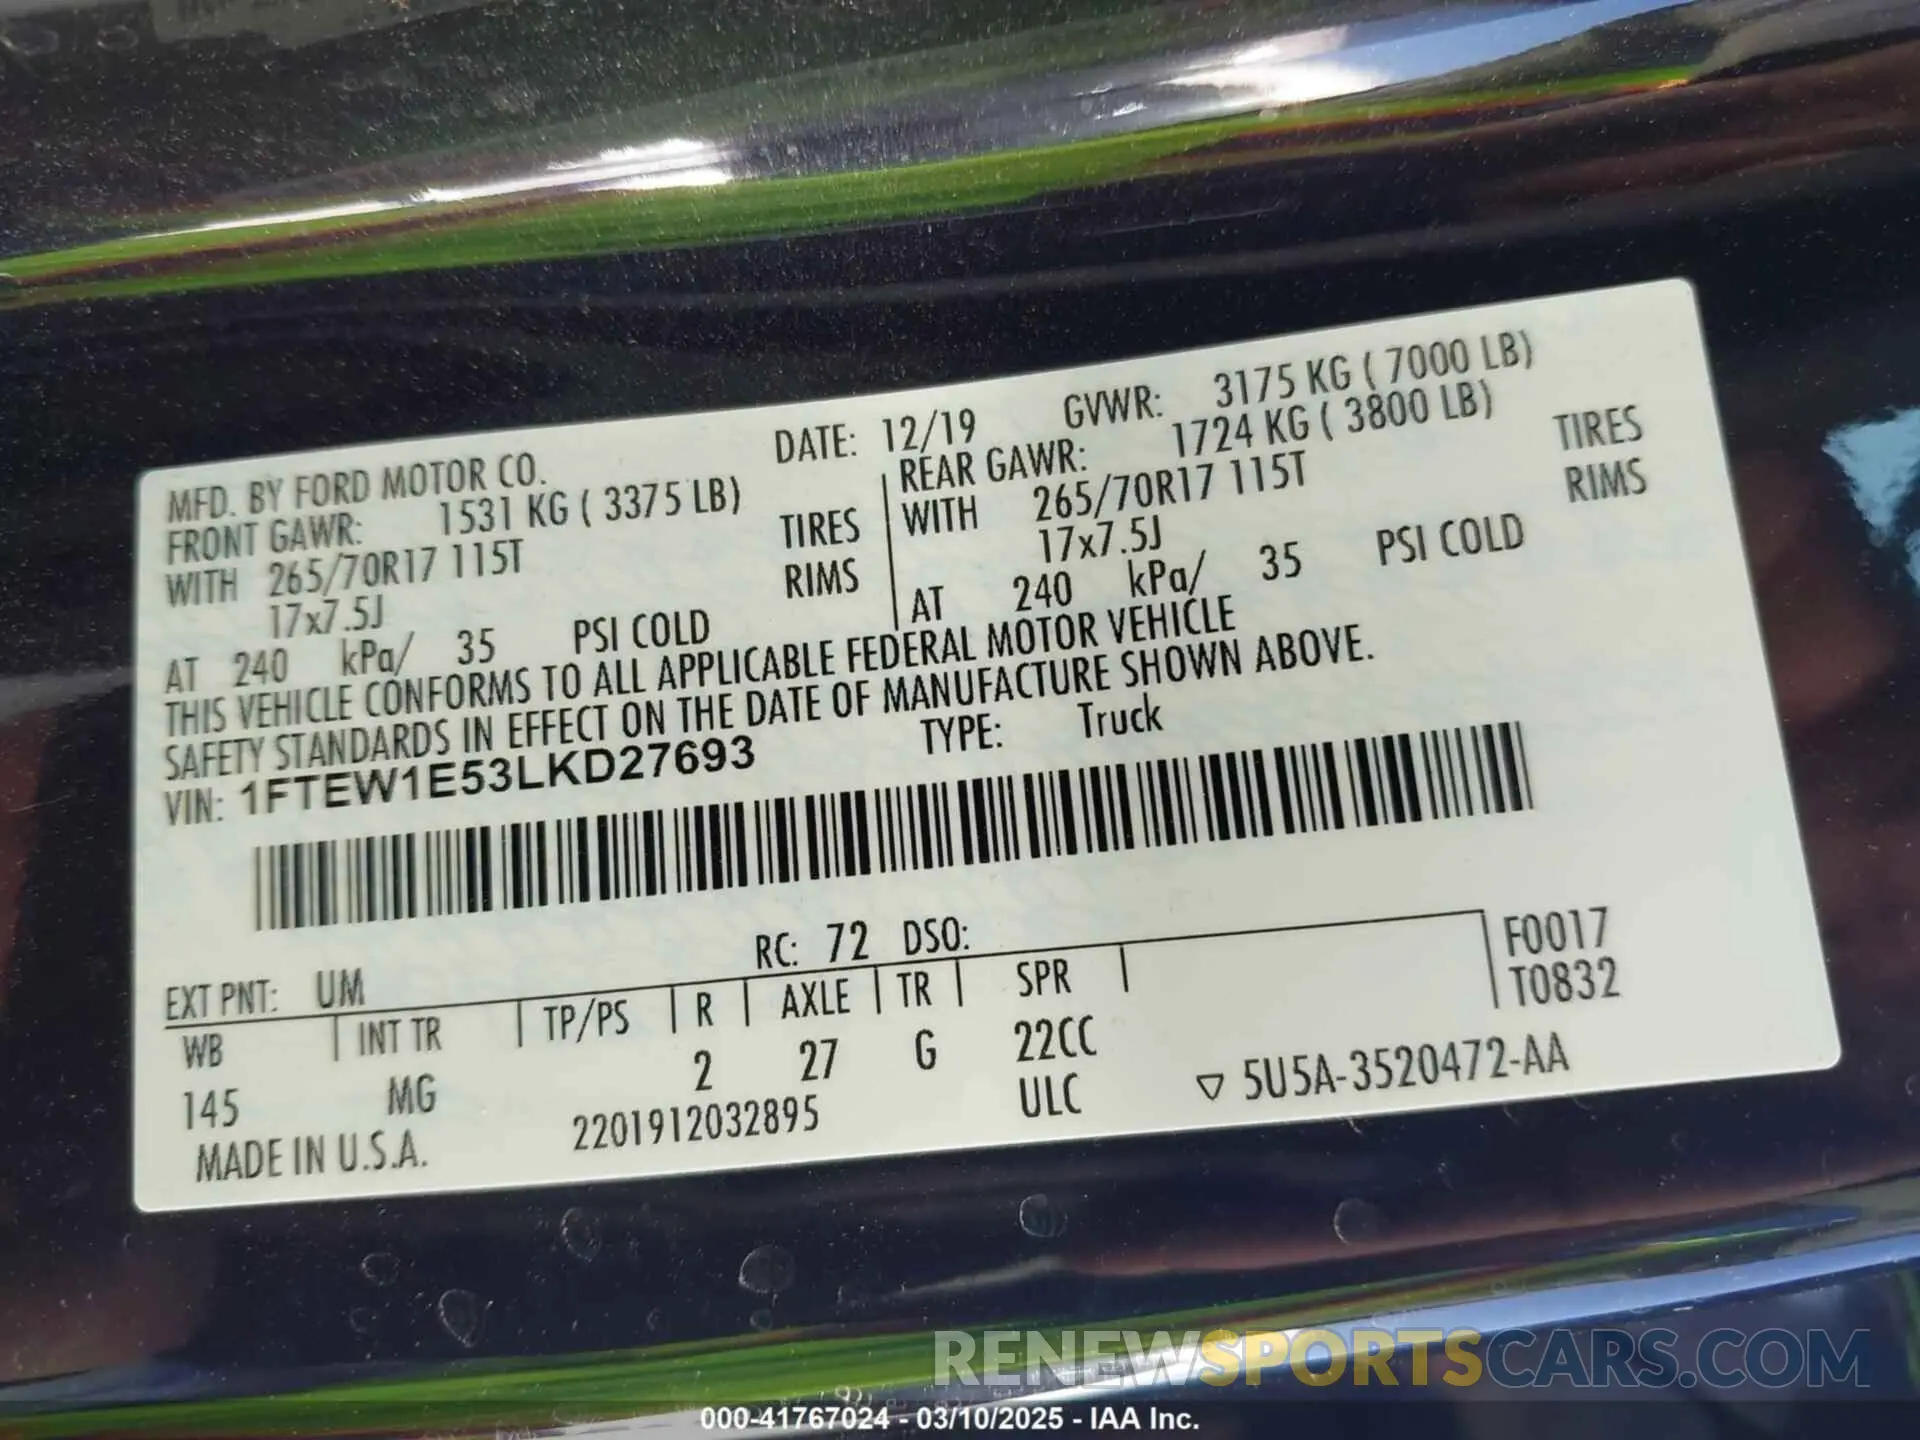 MFD. BY FORD MOTOR CO. DATE: 12/19 GVWR: 3175 KG ( 7000 LB)
FRONT GAWR: 1531 KG ( 3375 LB) REAR GAWR: 1724 KG ( 3800 LB)
WITH 265/70R17 115T TIRES WITH 265/70R17 115T TIRES
17x7.5J RIMS 17x7.5J RIMS
AT 240 kPa/ 35 PSI COLD AT 240 kPa/ 35 PSI COLD
THIS VEHICLE CONFORMS TO ALL APPLICABLE FEDERAL MOTOR VEHICLE
SAFETY STANDARDS IN EFFECT ON THE DATE OF MANUFACTURE SHOWN ABOVE.
VIN: 1FTEW1E53LKD27693 TYPE: Truck
EXT PNT: UM RC: 72 DSO: F0017
WB INT TR TP/PS R AXLE TR SPR T0832
145 MG 2 27 G 22CC
MADE IN U.S.A. 2201912032895 ULC ▽ 5U5A-3520472-AA
RENEWSPORTSCARS.COM
000-41767024 - 03/10/2025 - IAA Inc.